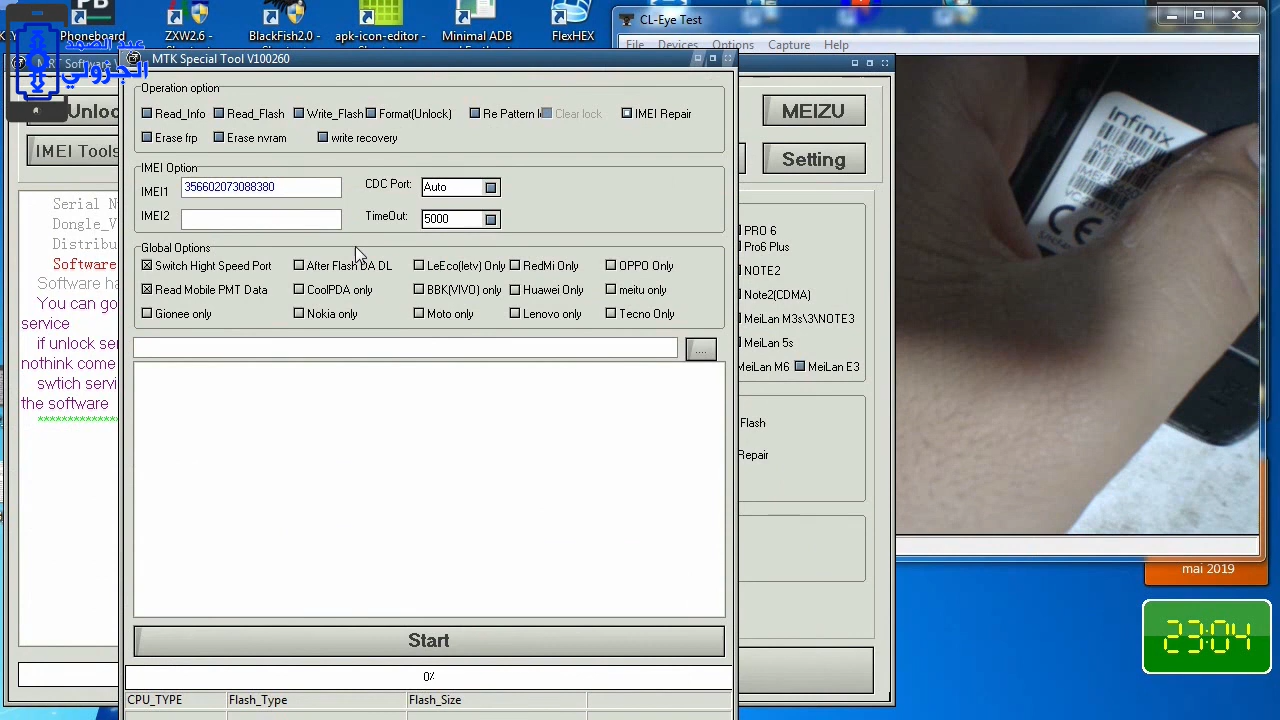 Phoneboard
ZXW2.6 -
BlackFish2.0 -
apk-icon-editor -
Minimal ADB
FlexHEX
CL-Eye Test
File Devices Options Capture Help
عبد الصمد
الجزولي
MTK Special Tool V100260
Operation option
Read_Info
Read_Flash
Write_Flash
Format(Unlock)
Re Pattern l
Clear lock
IMEI Repair
Erase frp
Erase nvram
write recovery
IMEI Option
IMEI1
356602073088380
CDC Port:
Auto
IMEI2
TimeOut:
5000
Global Options
Switch Hight Speed Port
After Flash DA DL
LeEco(letv) Only
RedMi Only
OPPO Only
Read Mobile PMT Data
CoolPDA only
BBK(VIVO) only
Huawei Only
meitu only
Gionee only
Nokia only
Moto only
Lenovo only
Tecno Only
....
Start
0%
CPU_TYPE
Flash_Type
Flash_Size
Unloc
IMEI Tools
Serial N
Dongle_V
Distribu
Software
Software ha
You can go
service
if unlock ser
nothink come
swtich servi
the software
MEIZU
Setting
PRO 6
Pro6 Plus
NOTE2
Note2(CDMA)
MeiLan M3s\3\NOTE3
MeiLan 5s
MeiLan M6
MeiLan E3
Flash
Repair
Infinix
CE
mai 2019
23:04